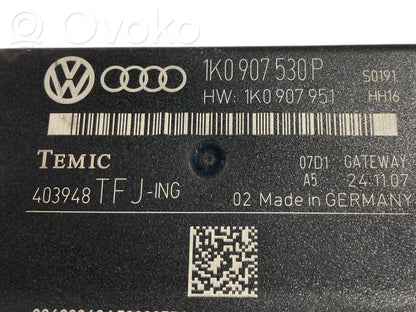 Ovoko
1K0 907 530 P S0191
HW: 1K0 907 951 HH16
TEMIC 07D1 GATEWAY
A5 24.11.07
403948 TFJ-ING 02 Made in GERMANY